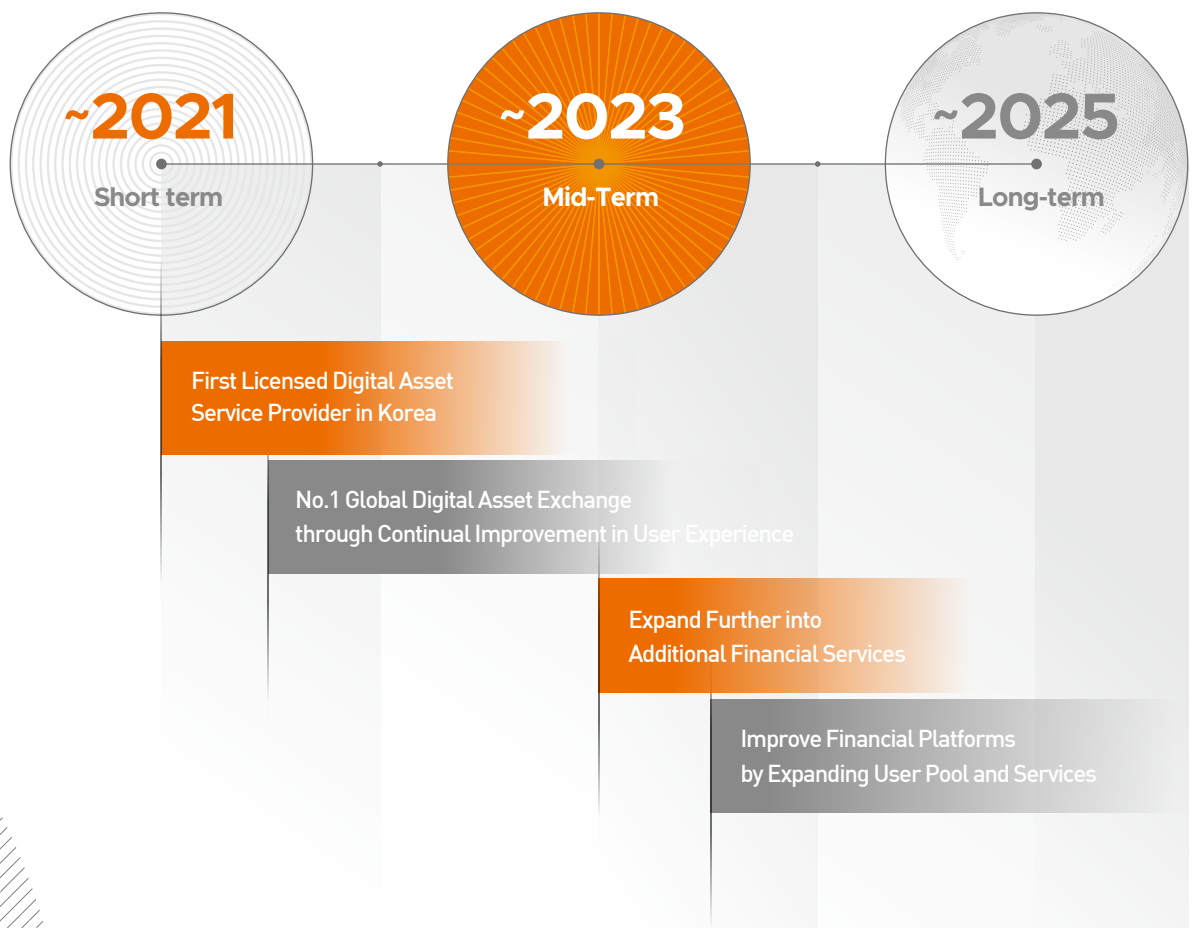 ~2021
Short term
~2023
Mid-Term
~2025
Long-term
First Licensed Digital Asset
Service Provider in Korea
No.1 Global Digital Asset Exchange
through Continual Improvement in User Experience
Expand Further into
Additional Financial Services
Improve Financial Platforms
by Expanding User Pool and Services